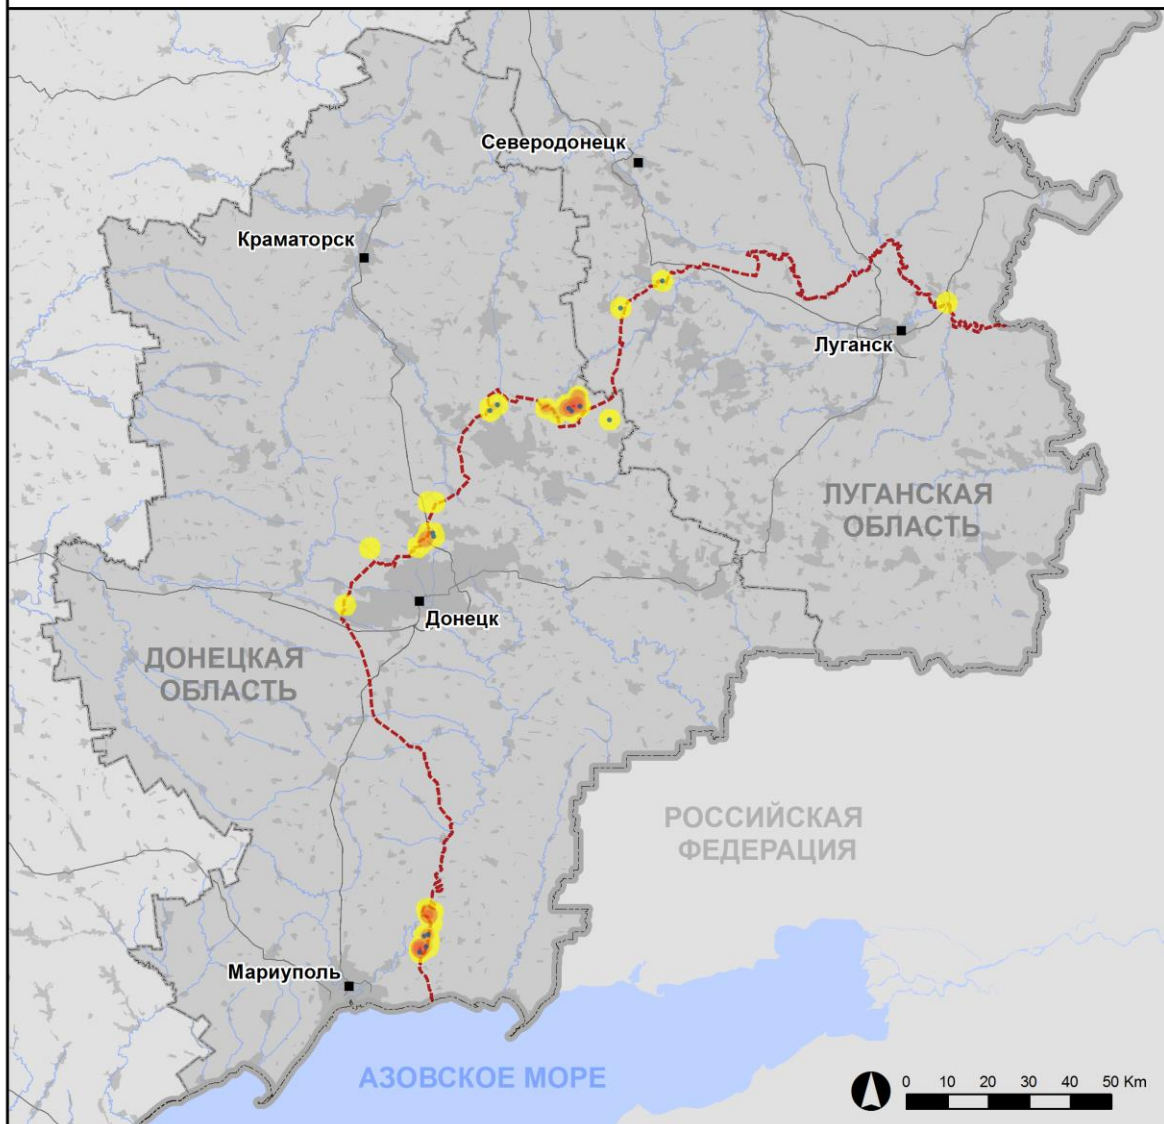 Северодонецк
Краматорск
Луганск
ЛУГАНСКАЯ
ОБЛАСТЬ
Донецк
ДОНЕЦКАЯ
ОБЛАСТЬ
РОССИЙСКАЯ
ФЕДЕРАЦИЯ
Мариуполь
АЗОВСКОЕ МОРЕ
0 10 20 30 40 50 Km